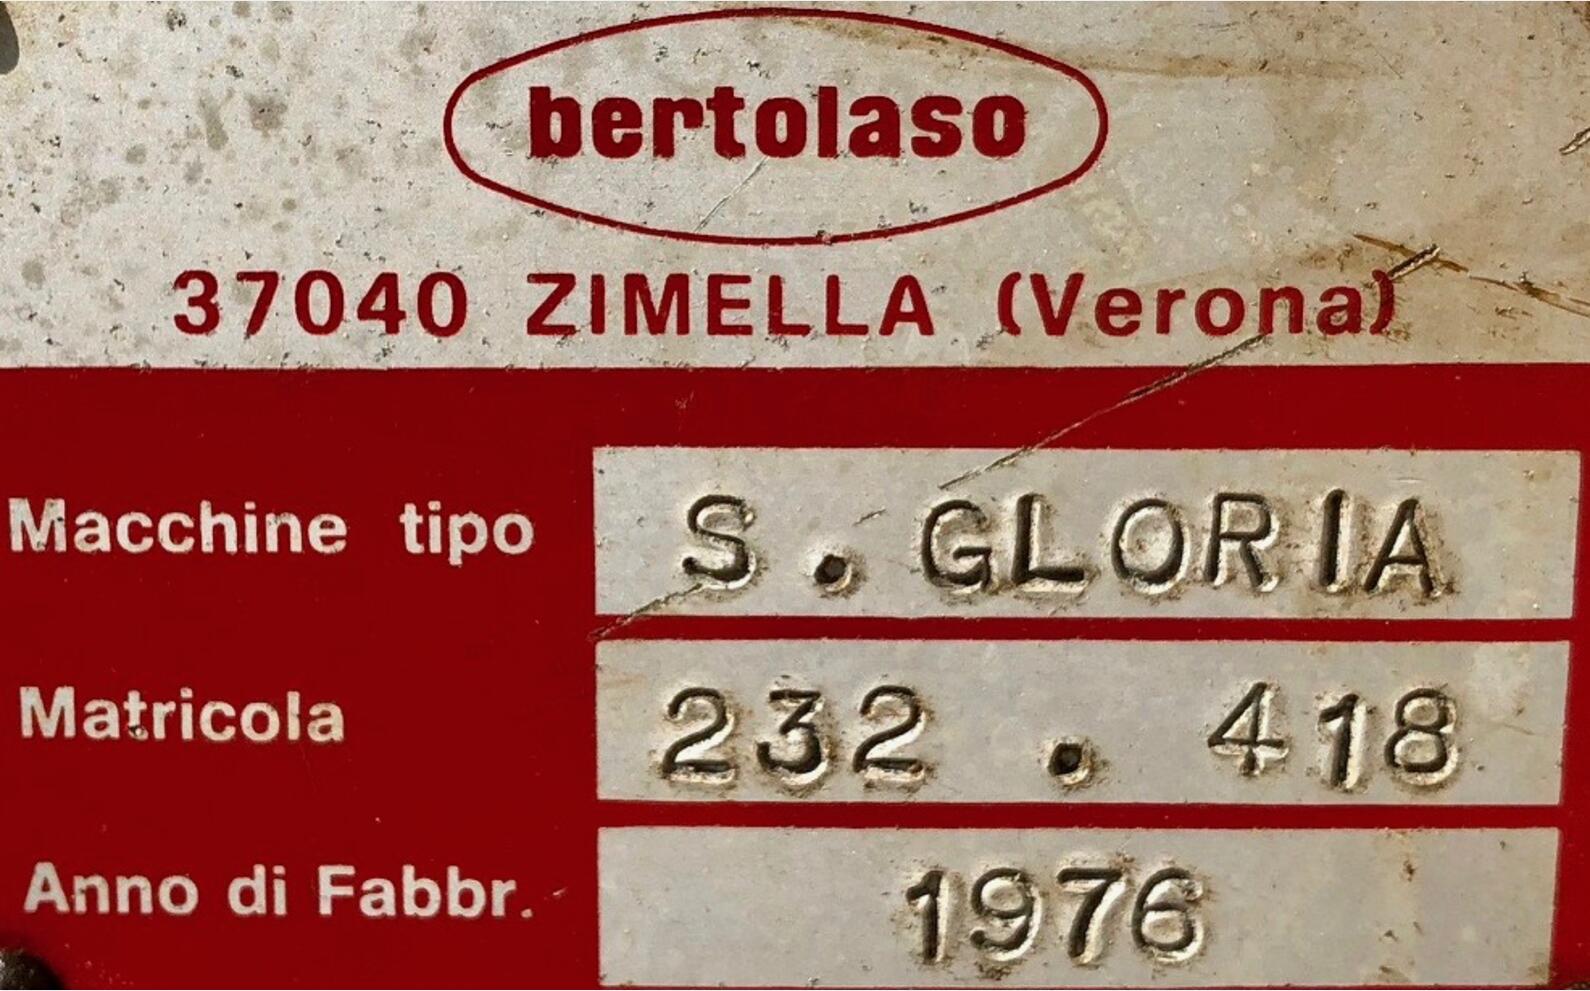 bertolaso
37040 ZIMELLA (Verona)
Macchine tipo S. GLORIA
Matricola 232 . 418
Anno di Fabbr. 1976